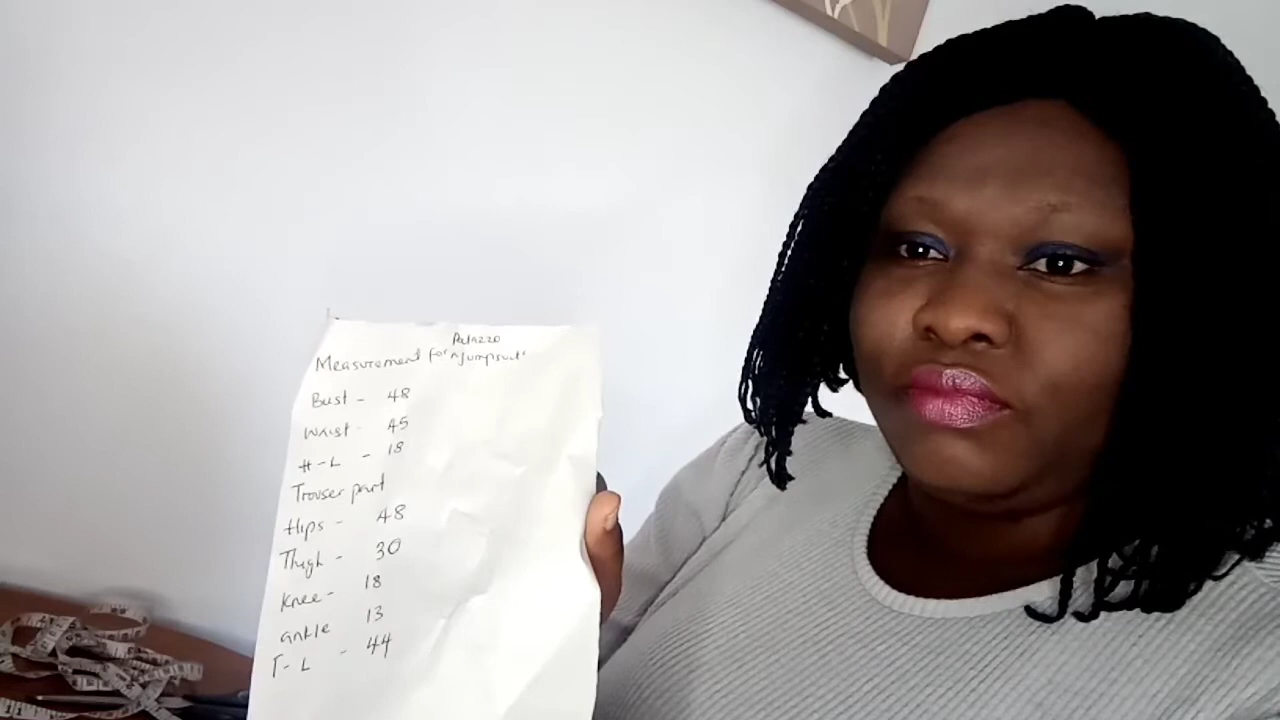 Palazzo
Measurement for Jumpsuit
Bust - 48
Waist - 45
H-L - 18
Trouser part
Hips - 48
Thigh - 30
Knee - 18
ankle 13
T-L - 44